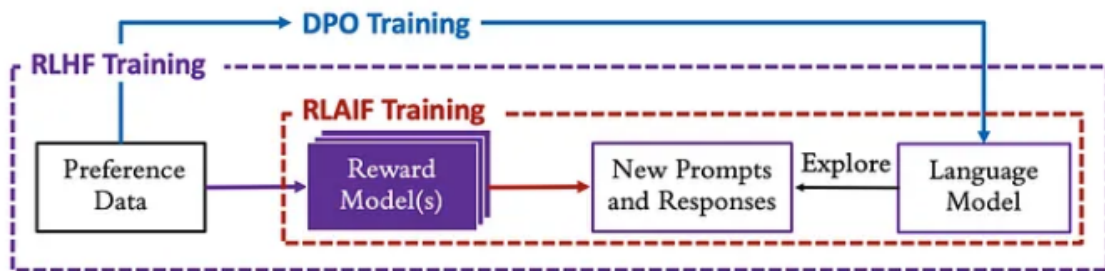 DPO Training
RLHF Training
RLAIF Training
Preference
Data
Reward
Model(s)
New Prompts
and Responses
Explore
Language
Model